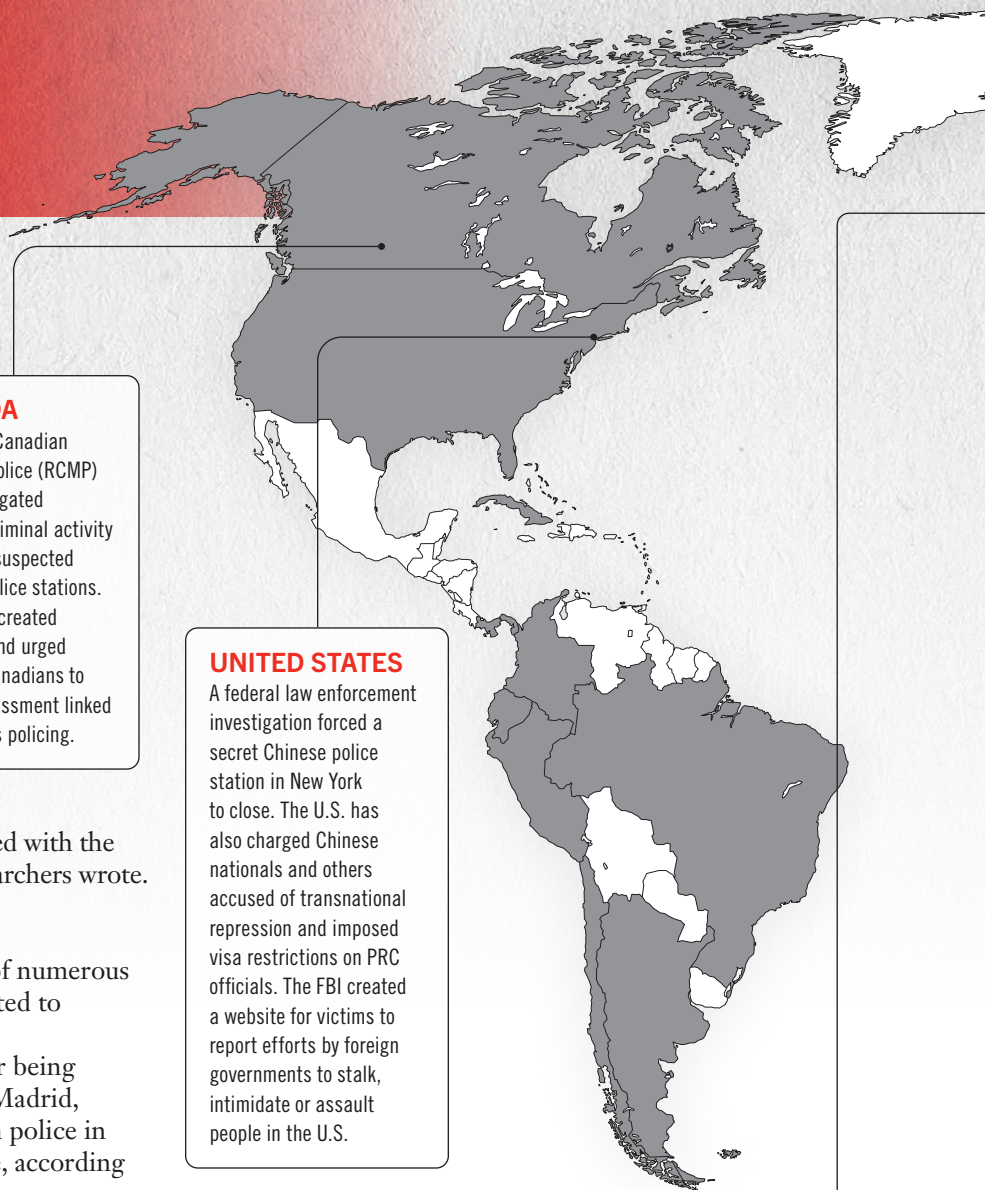 DA
Canadian
lice (RCMP)
gated
iminal activity
suspected
lice stations.
created
nd urged
nadians to
ssment linked
s policing.
ed with the
archers wrote.
of numerous
ted to
r being
Madrid,
n police in
e, according
UNITED STATES
A federal law enforcement
investigation forced a
secret Chinese police
station in New York
to close. The U.S. has
also charged Chinese
nationals and others
accused of transnational
repression and imposed
visa restrictions on PRC
officials. The FBI created
a website for victims to
report efforts by foreign
governments to stalk,
intimidate or assault
people in the U.S.